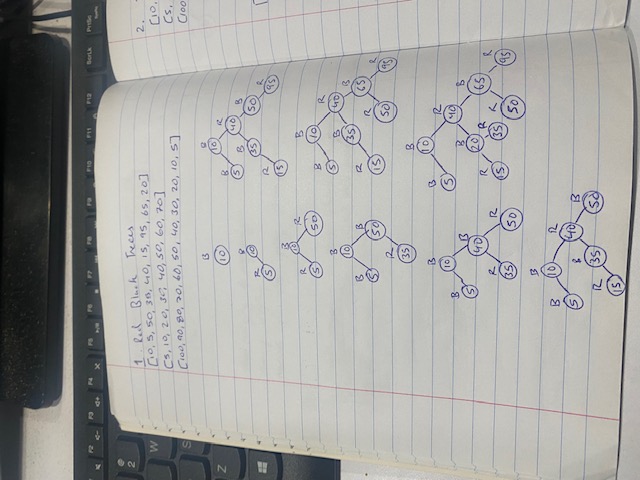 1 Red Black Trees
[10, 5, 50, 35, 40, 15, 95, 65, 20]
[5, 10, 20, 30, 40, 50, 60, 70]
[100, 90, 80, 70, 60, 50, 40, 30, 20, 10, 5]
B
10
B
R 10
5
B
R 10 R
5 50
B
B 10 B
5 50
R
35
B
B 10 B
5 40
R R
35 50
B
B 10 R
5 B 40 B
R 35 50
15
B
B 10 R
5 B 40 B
35 50 R
R 95
15
B
B 10 R
5 B 40 B
R 35 65
15 R 50 R 95
B
B 10 R
5 B 40 B
R 20 R 65 R
15 35 R 50 95
2.
[10,
[5,
[100
F2 F3 F4 F5 F6 F7 F8 F9 F10 F11 F12 BorLk PrtSc
2